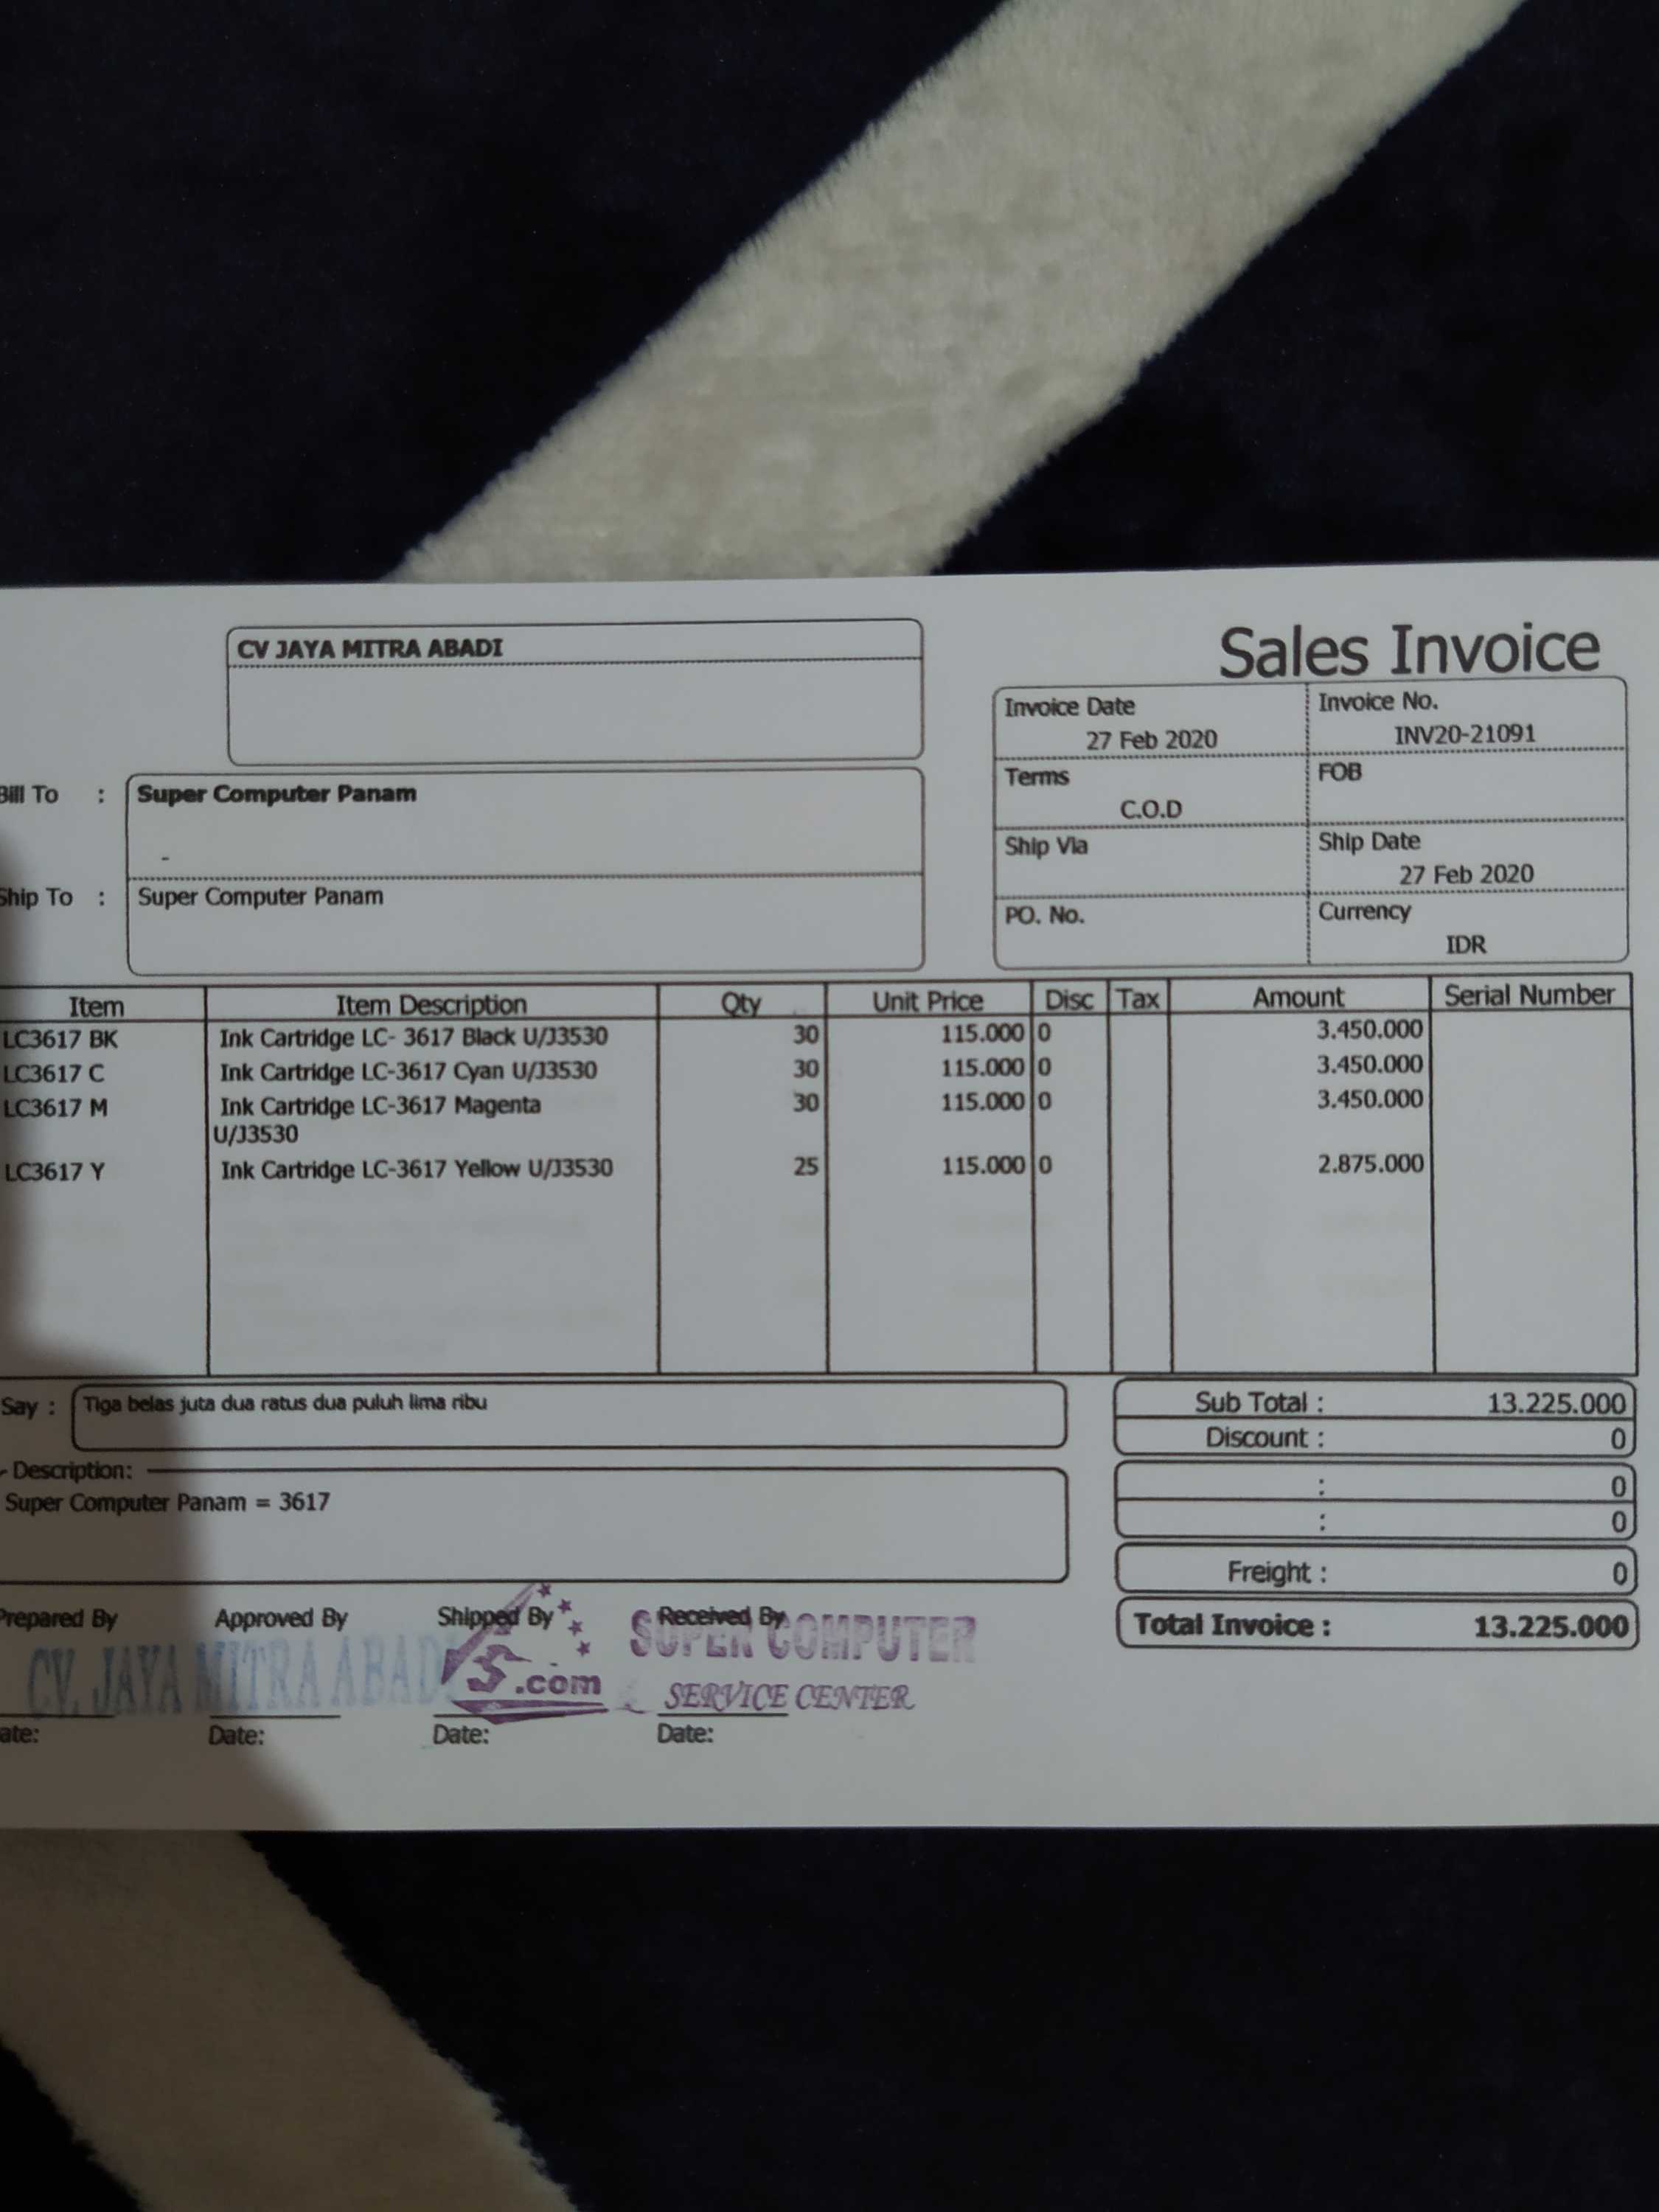 CV JAYA MITRA ABADI
Sales Invoice
Invoice Date
27 Feb 2020
Invoice No.
INV20-21091
Terms
C.O.D
FOB
Ship Via
Ship Date
27 Feb 2020
PO. No.
Currency
IDR
Bill To :
Super Computer Panam
-
Ship To :
Super Computer Panam
Item Item Description Qty Unit Price Disc Tax Amount Serial Number
LC3617 BK Ink Cartridge LC- 3617 Black U/J3530 30 115.000 0 3.450.000
LC3617 C Ink Cartridge LC-3617 Cyan U/J3530 30 115.000 0 3.450.000
LC3617 M Ink Cartridge LC-3617 Magenta 30 115.000 0 3.450.000
U/J3530
LC3617 Y Ink Cartridge LC-3617 Yellow U/J3530 25 115.000 0 2.875.000
Say : Tiga belas juta dua ratus dua puluh lima ribu
Description:
Super Computer Panam = 3617
Sub Total : 13.225.000
Discount : 0
: 0
: 0
Freight : 0
Total Invoice : 13.225.000
Prepared By Approved By Shipped By Received By
CV. JAYA MITRA ABADI
S.com
SUPER COMPUTER
SERVICE CENTER
Date: Date: Date: Date: